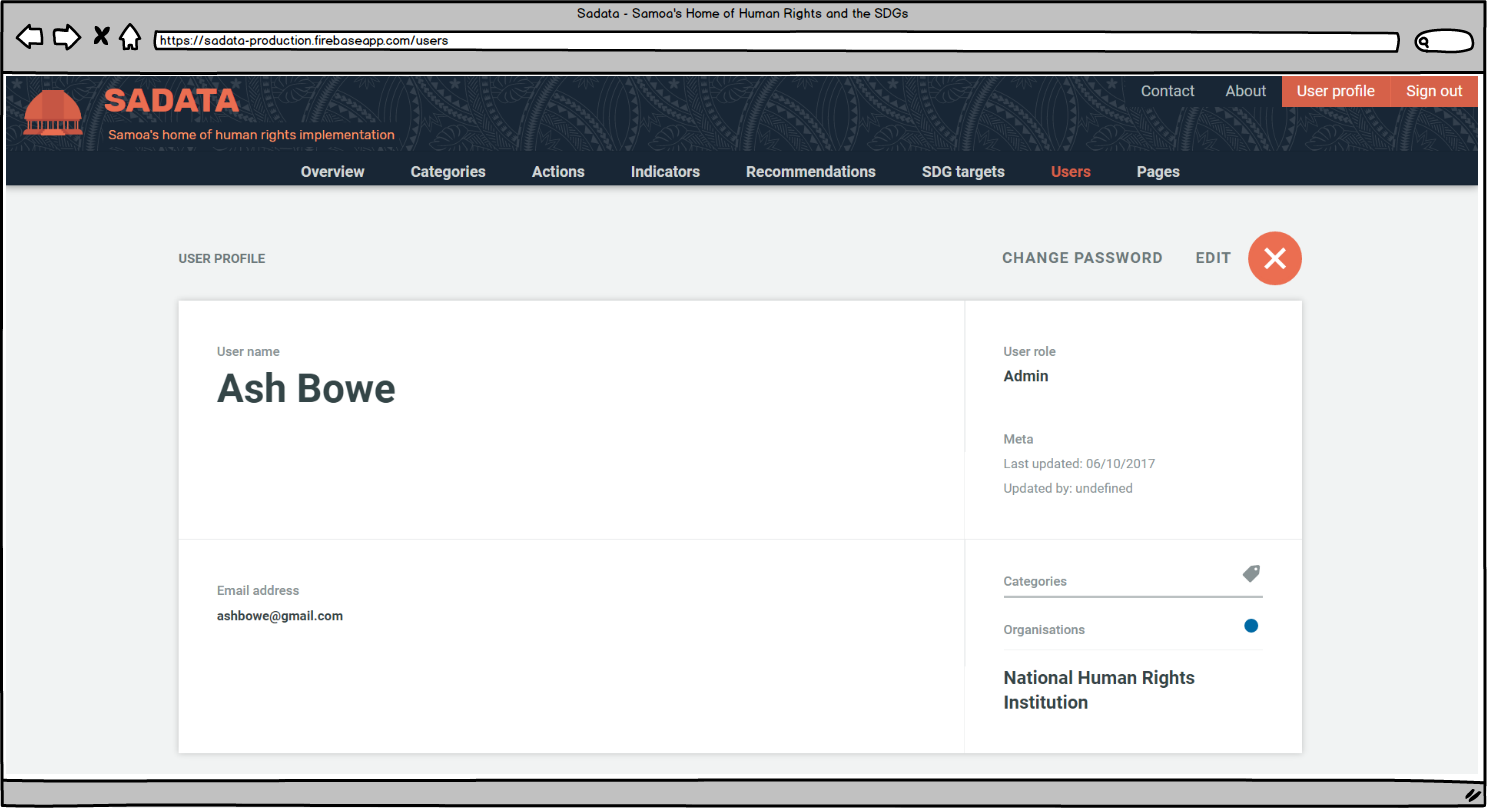 Sadata - Samoa's Home of Human Rights and the SDGs
https://sadata-production.firebaseapp.com/users
Contact About User profile Sign out
SADATA
Samoa's home of human rights implementation
Overview Categories Actions Indicators Recommendations SDG targets Users Pages
USER PROFILE CHANGE PASSWORD EDIT
User name
Ash Bowe
User role
Admin
Meta
Last updated: 06/10/2017
Updated by: undefined
Email address
ashbowe@gmail.com
Categories
Organisations
National Human Rights
Institution